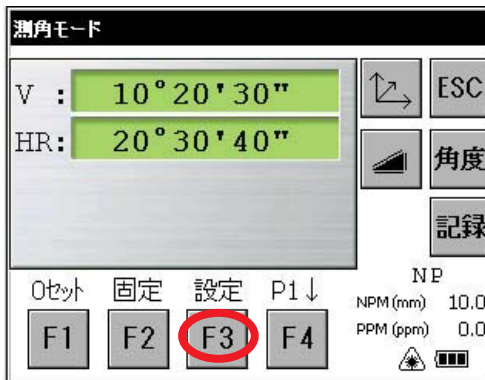 測角モード
V : 10°20'30"
HR: 20°30'40"
ESC
角度
記録
0セット 固定 設定 P1↓
F1 F2 F3 F4
NP
NPM (mm) 10.0
PPM (ppm) 0.0